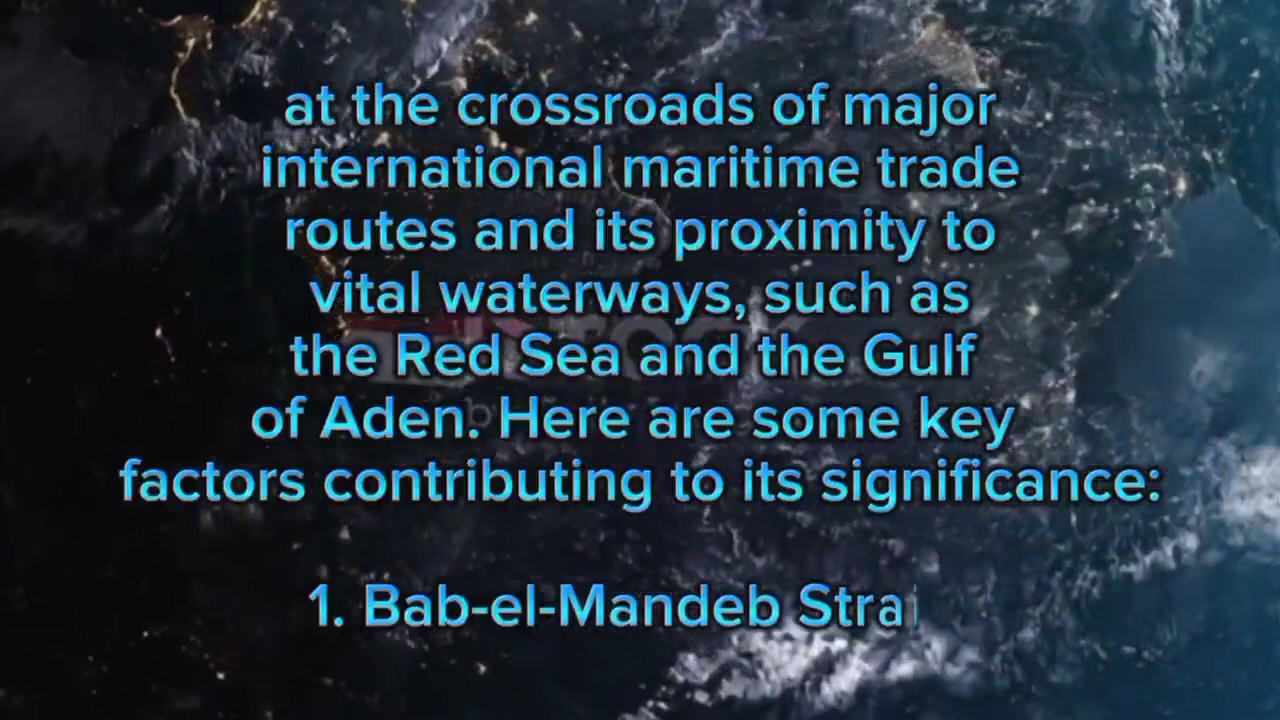 at the crossroads of major
international maritime trade
routes and its proximity to
vital waterways, such as
the Red Sea and the Gulf
of Aden. Here are some key
factors contributing to its significance:
1. Bab-el-Mandeb Strai